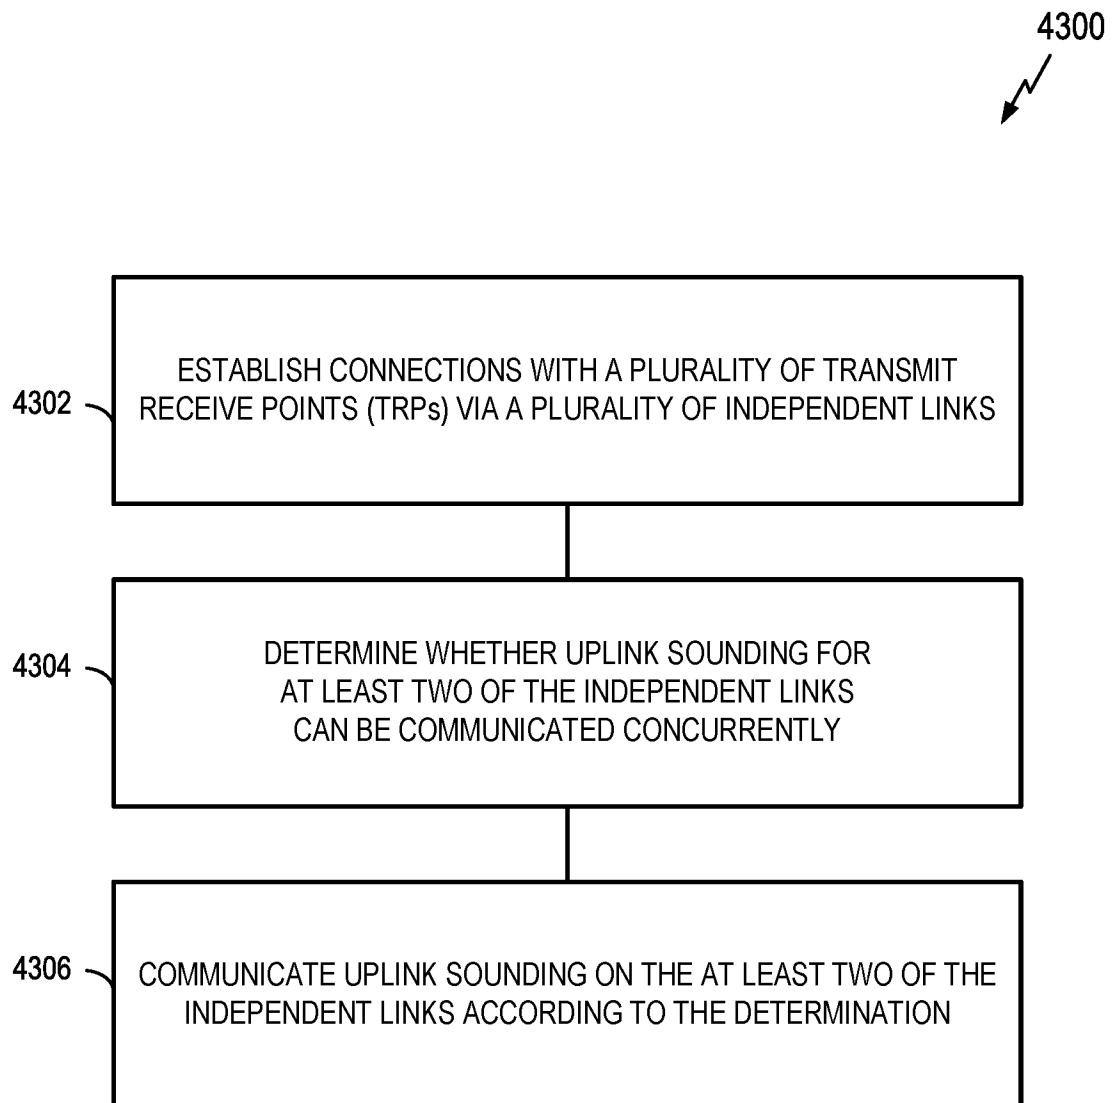 4300
ESTABLISH CONNECTIONS WITH A PLURALITY OF TRANSMIT
RECEIVE POINTS (TRPs) VIA A PLURALITY OF INDEPENDENT LINKS
4302
DETERMINE WHETHER UPLINK SOUNDING FOR
AT LEAST TWO OF THE INDEPENDENT LINKS
CAN BE COMMUNICATED CONCURRENTLY
4304
COMMUNICATE UPLINK SOUNDING ON THE AT LEAST TWO OF THE
INDEPENDENT LINKS ACCORDING TO THE DETERMINATION
4306